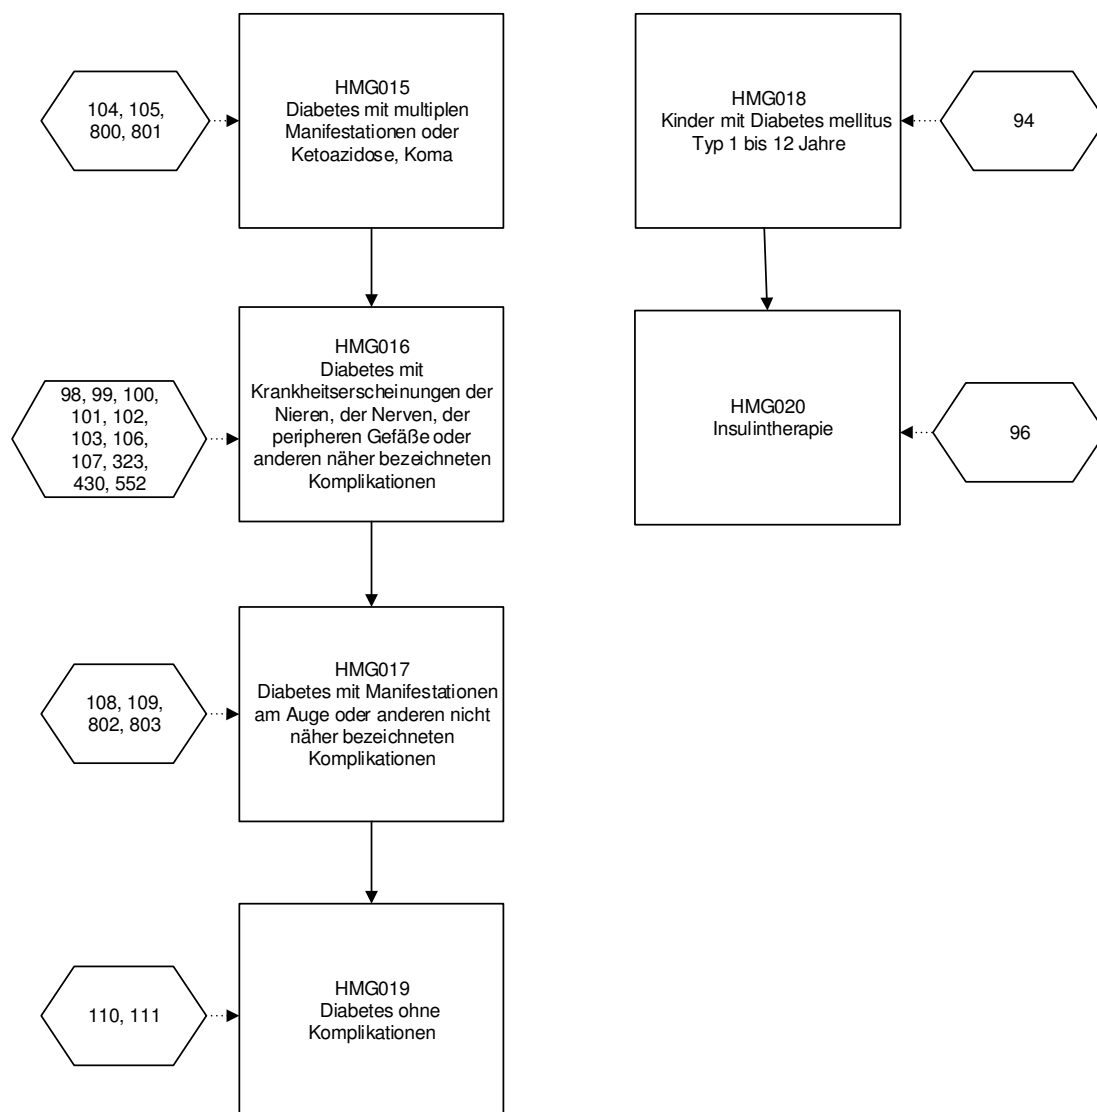 104, 105,
800, 801
HMG015
Diabetes mit multiplen
Manifestationen oder
Ketoazidose, Koma
HMG018
Kinder mit Diabetes mellitus
Typ 1 bis 12 Jahre
94
98, 99, 100,
101, 102,
103, 106,
107, 323,
430, 552
HMG016
Diabetes mit
Krankheitserscheinungen der
Nieren, der Nerven, der
peripheren Gefäße oder
anderen näher bezeichneten
Komplikationen
HMG020
Insulintherapie
96
108, 109,
802, 803
HMG017
Diabetes mit Manifestationen
am Auge oder anderen nicht
näher bezeichneten
Komplikationen
110, 111
HMG019
Diabetes ohne
Komplikationen